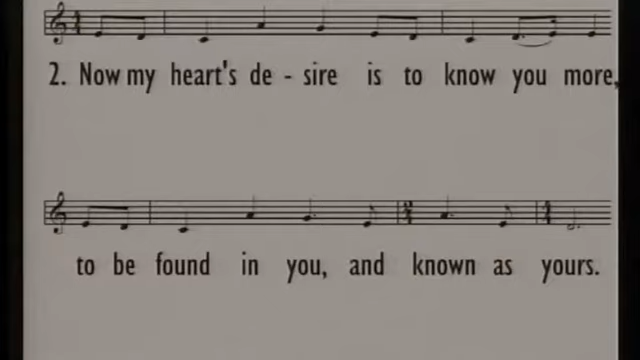 2. Now my heart's de - sire is to know you more,
to be found in you, and known as yours.